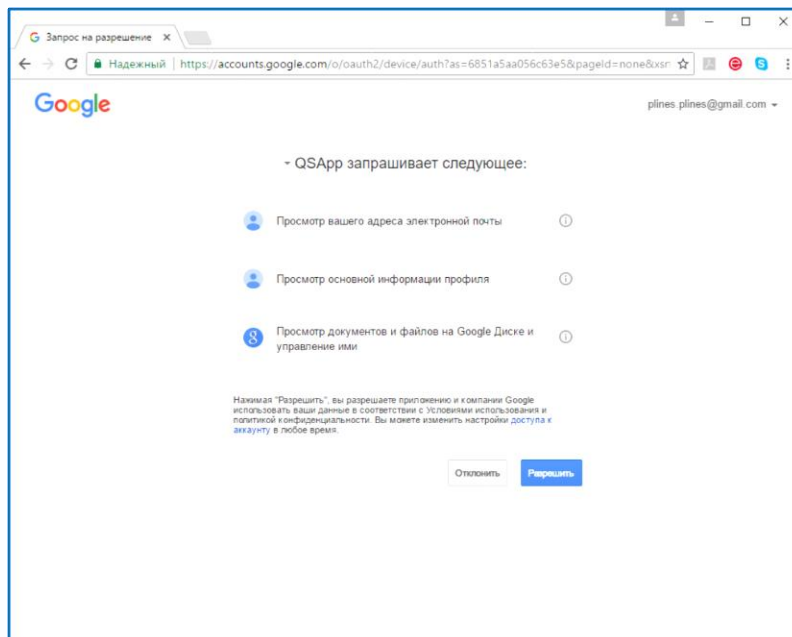 Запрос на разрешение
Надежный | https://accounts.google.com/o/oauth2/device/auth?as=6851a5aa056c63e5&pageId=none&xsr
Google
plines.plines@gmail.com
QSApp запрашивает следующее:
Просмотр вашего адреса электронной почты
Просмотр основной информации профиля
Просмотр документов и файлов на Google Диске и
управление ими
Нажимая "Разрешить", вы разрешаете приложению и компании Google
использовать ваши данные в соответствии с Условиями использования и
политикой конфиденциальности. Вы можете изменить настройки доступа к
аккаунту в любое время.
Отклонить
Разрешить